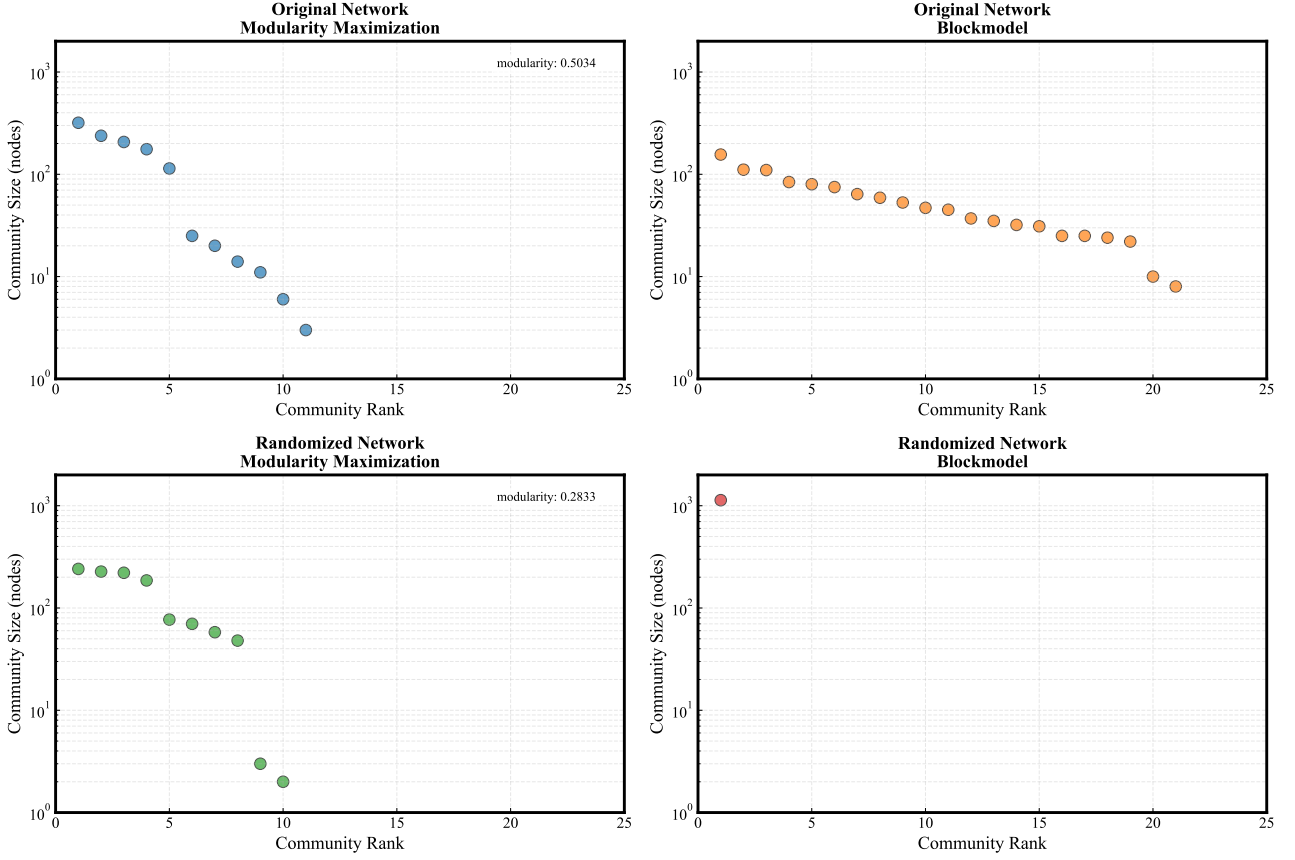 Original Network
Modularity Maximization
modularity: 0.5034
10^3
10^2
10^1
10^0
Community Size (nodes)
0 5 10 15 20 25
Community Rank
Original Network
Blockmodel
10^3
10^2
10^1
10^0
Community Size (nodes)
0 5 10 15 20 25
Community Rank
Randomized Network
Modularity Maximization
modularity: 0.2833
10^3
10^2
10^1
10^0
Community Size (nodes)
0 5 10 15 20 25
Community Rank
Randomized Network
Blockmodel
10^3
10^2
10^1
10^0
Community Size (nodes)
0 5 10 15 20 25
Community Rank